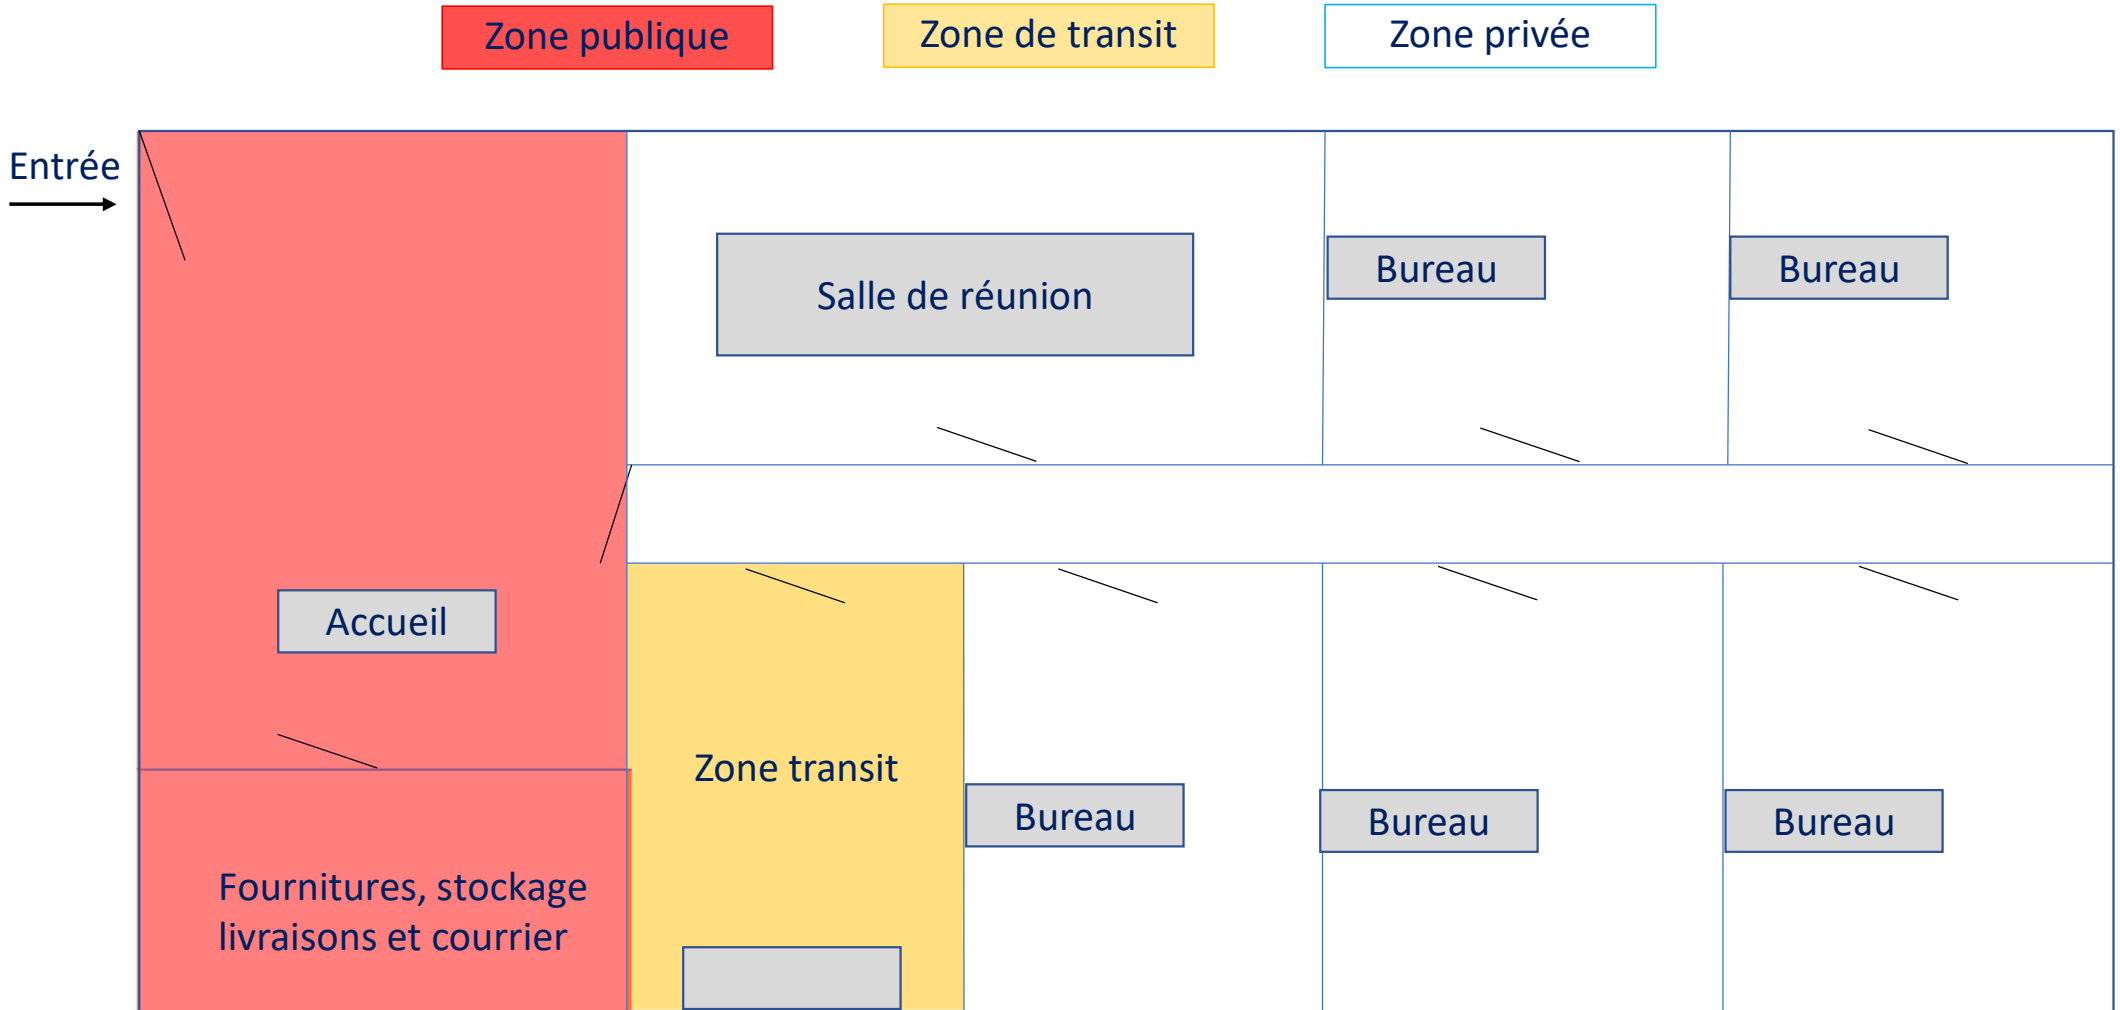 Zone publique
Zone de transit
Zone privée
Entrée
Salle de réunion
Bureau
Bureau
Accueil
Zone transit
Bureau
Bureau
Bureau
Fournitures, stockage
livraisons et courrier